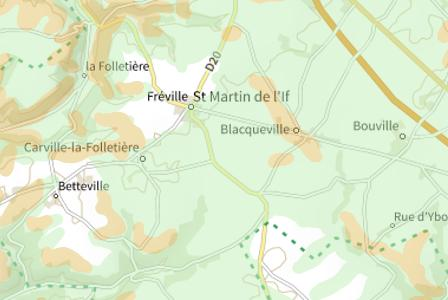 la Folletière
D20
Fréville St Martin de l'If
Blacqueville
Bouville
Carville-la-Folletière
Betteville
Rue d'Ybo